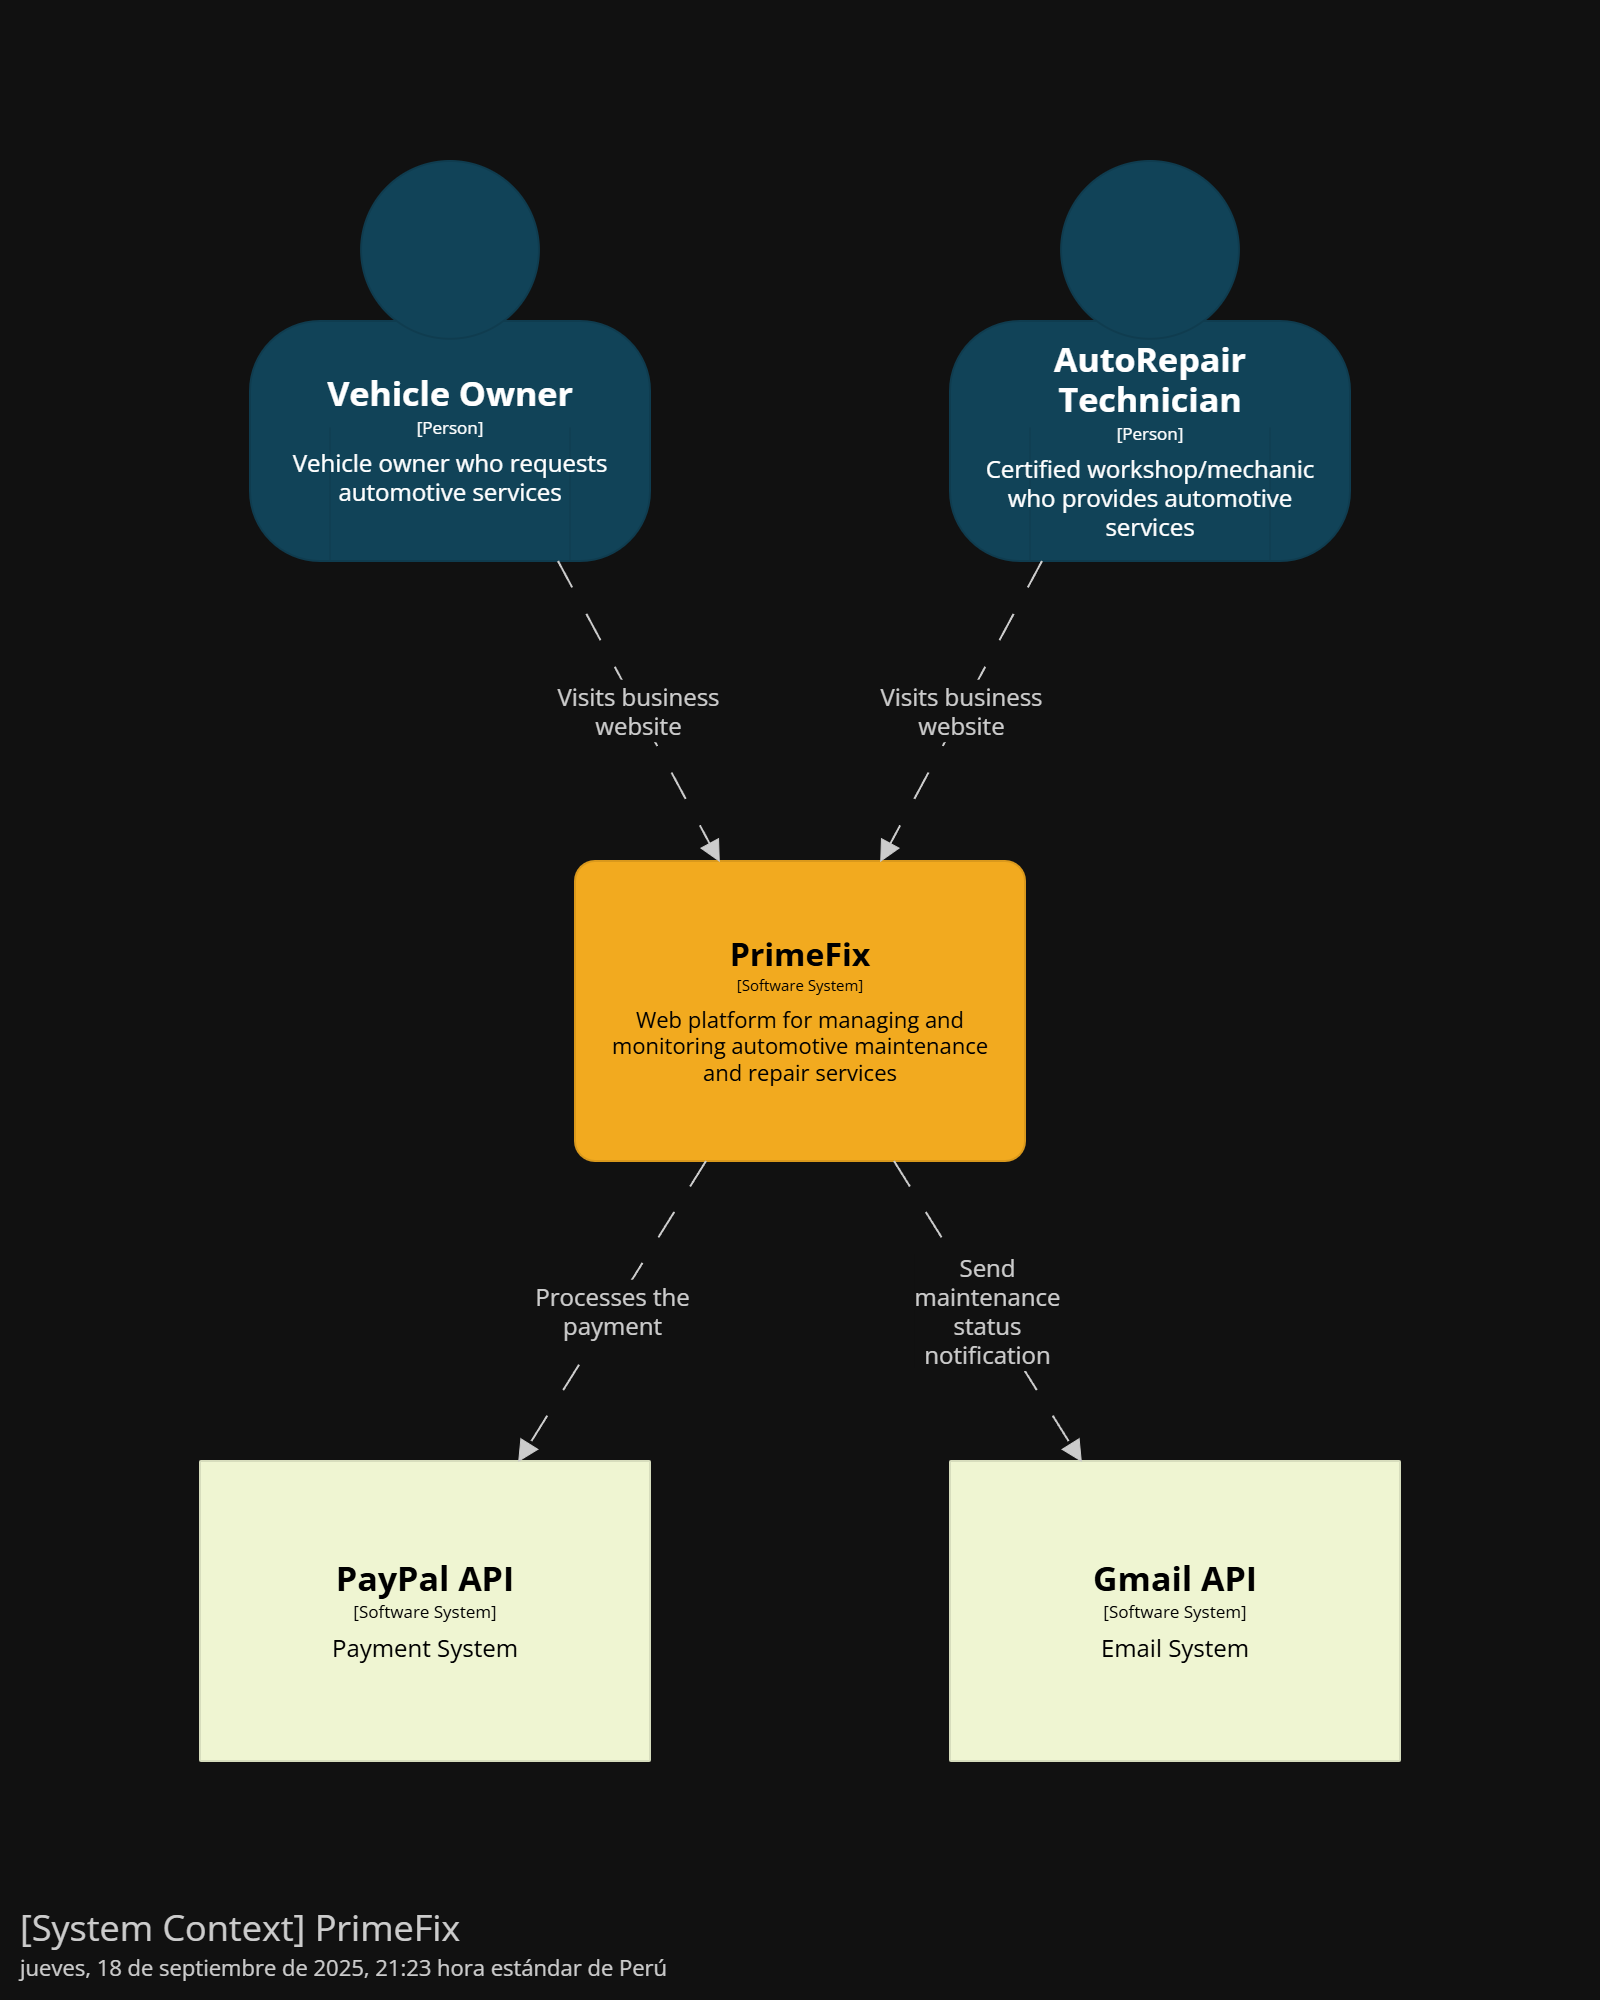 Vehicle Owner
[Person]
Vehicle owner who requests
automotive services
AutoRepair
Technician
[Person]
Certified workshop/mechanic
who provides automotive
services
Visits business
website
Visits business
website
PrimeFix
[Software System]
Web platform for managing and
monitoring automotive maintenance
and repair services
Processes the
payment
Send
maintenance
status
notification
PayPal API
[Software System]
Payment System
Gmail API
[Software System]
Email System
[System Context] PrimeFix
jueves, 18 de septiembre de 2025, 21:23 hora estándar de Perú